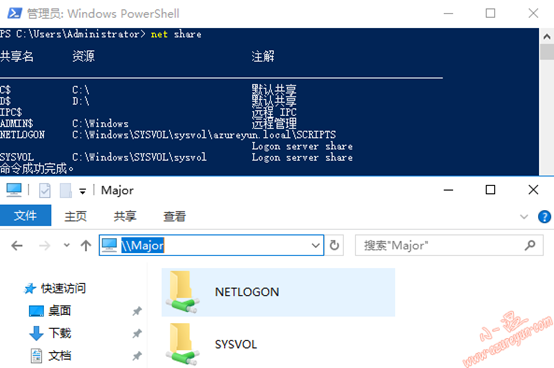 管理员: Windows PowerShell
PS C:\Users\Administrator> net share
共享名 资源 注解
C$ C:\ 默认共享
D$ D:\ 默认共享
IPC$ 远程 IPC
ADMIN$ C:\Windows 远程管理
NETLOGON C:\Windows\SYSVOL\sysvol\azureyun.local\SCRIPTS
Logon server share
SYSVOL C:\Windows\SYSVOL\sysvol Logon server share
命令成功完成。
Major
文件 主页 共享 查看
\\Major 搜索"Major"
快速访问
桌面
下载
文档
NETLOGON
SYSVOL
www.azureyun.com